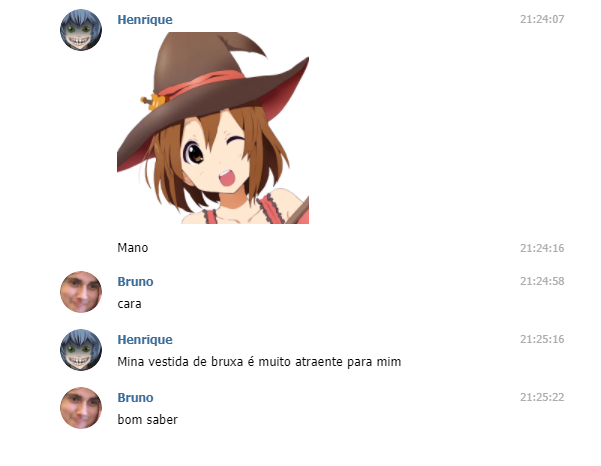 Henrique 21:24:07
Mano 21:24:16
Bruno 21:24:58
cara
Henrique 21:25:16
Mina vestida de bruxa é muito atraente para mim
Bruno 21:25:22
bom saber